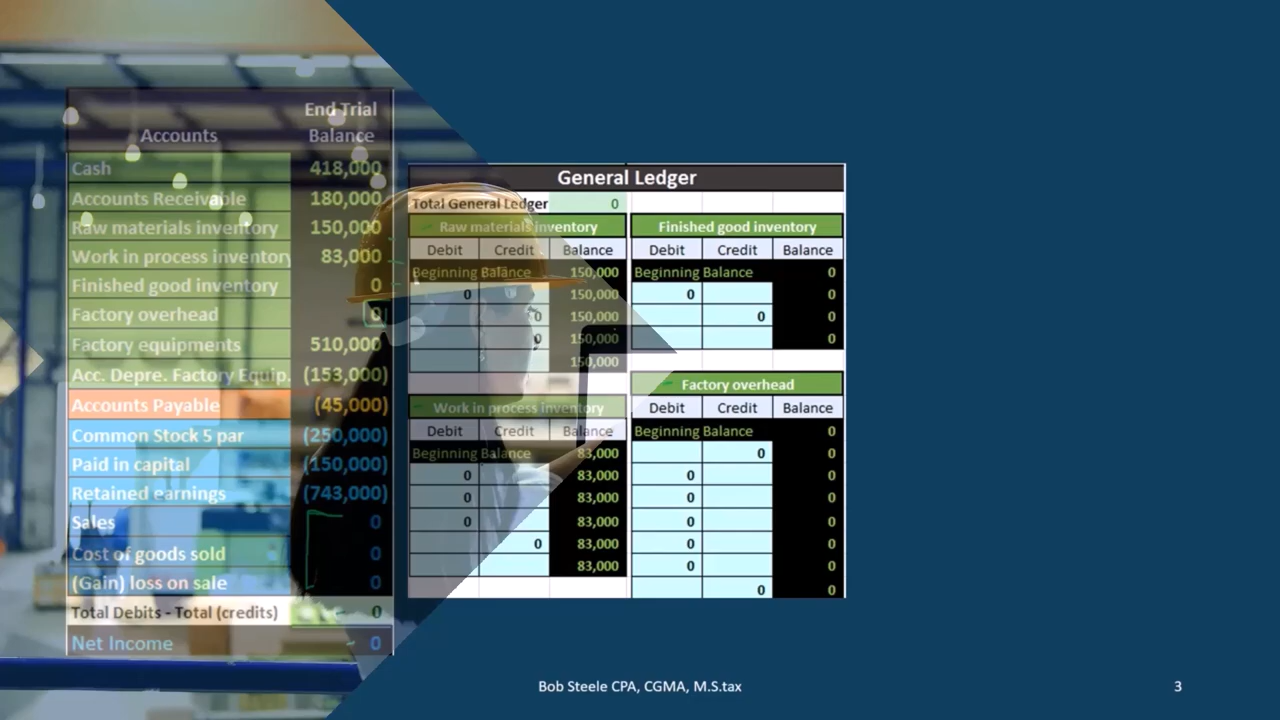 End Trial
Accounts Balance
Cash 418,000
Accounts Receivable 180,000
Raw materials inventory 150,000
Work in process inventory 83,000
Finished good inventory 0
Factory overhead 0
Factory equipments 510,000
Acc. Depre. Factory Equip. (153,000)
Accounts Payable (45,000)
Common Stock 5 par (250,000)
Paid in capital (150,000)
Retained earnings (743,000)
Sales 0
Cost of goods sold 0
(Gain) loss on sale 0
Total Debits - Total (credits) 0
Net Income 0
General Ledger
Total General Ledger 0
Raw materials inventory
Debit Credit Balance
Beginning Balance 150,000
0 150,000
0 150,000
0 150,000
150,000
Work in process inventory
Debit Credit Balance
Beginning Balance 83,000
0 83,000
0 83,000
0 83,000
0 83,000
83,000
Finished good inventory
Debit Credit Balance
Beginning Balance 0
0 0
0 0
0
Factory overhead
Debit Credit Balance
Beginning Balance 0
0 0
0 0
0 0
0 0
0 0
0 0
0 0
Bob Steele CPA, CGMA, M.S.tax
3